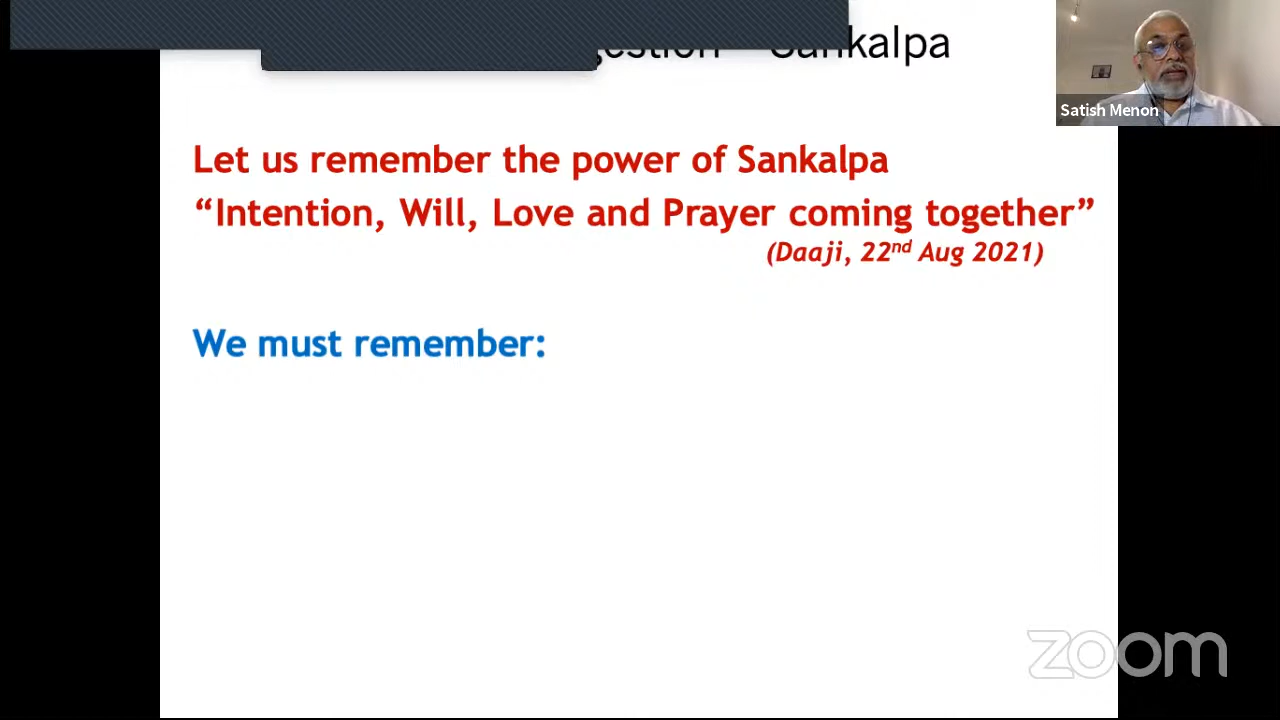 Sankalpa
Satish Menon
Let us remember the power of Sankalpa
“Intention, Will, Love and Prayer coming together”
(Daaji, 22nd Aug 2021)
We must remember:
zoom